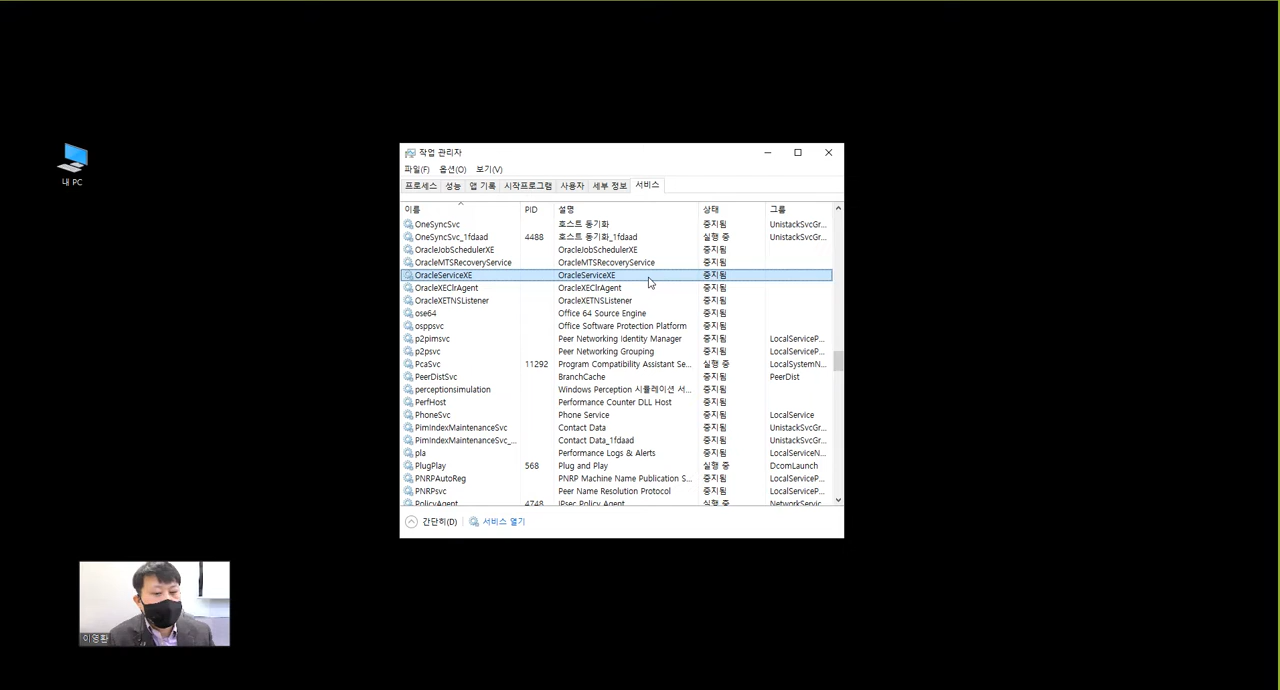 내 PC
작업 관리자
파일(F) 옵션(O) 보기(V)
프로세스 성능 앱 기록 시작프로그램 사용자 세부 정보 서비스
이름 PID 설명 상태 그룹
OneSyncSvc 호스트 동기화 중지됨 UnistackSvcGr...
OneSyncSvc_1fdaad 4488 호스트 동기화_1fdaad 실행 중 UnistackSvcGr...
OracleJobSchedulerXE OracleJobSchedulerXE 중지됨
OracleMTSRecoveryService OracleMTSRecoveryService 중지됨
OracleServiceXE OracleServiceXE 중지됨
OracleXEClrAgent OracleXEClrAgent 중지됨
OracleXETNSListener OracleXETNSListener 중지됨
ose64 Office 64 Source Engine 중지됨
osppsvc Office Software Protection Platform 중지됨
p2pimsvc Peer Networking Identity Manager 중지됨 LocalServiceP...
p2psvc Peer Networking Grouping 중지됨 LocalServiceP...
PcaSvc 11292 Program Compatibility Assistant Se... 실행 중 LocalSystemN...
PeerDistSvc BranchCache 중지됨 PeerDist
perceptionsimulation Windows Perception 시뮬레이션 서... 중지됨
PerfHost Performance Counter DLL Host 중지됨
PhoneSvc Phone Service 중지됨 LocalService
PimIndexMaintenanceSvc Contact Data 중지됨 UnistackSvcGr...
PimIndexMaintenanceSvc_... Contact Data_1fdaad 중지됨 UnistackSvcGr...
pla Performance Logs & Alerts 중지됨 LocalServiceN...
PlugPlay 568 Plug and Play 실행 중 DcomLaunch
PNRPAutoReg PNRP Machine Name Publication S... 중지됨 LocalServiceP...
PNRPsvc Peer Name Resolution Protocol 중지됨 LocalServiceP...
PolicyAgent 4748 IPsec Policy Agent 실행 중 NetworkServic...
간단히(D) 서비스 열기
이영환